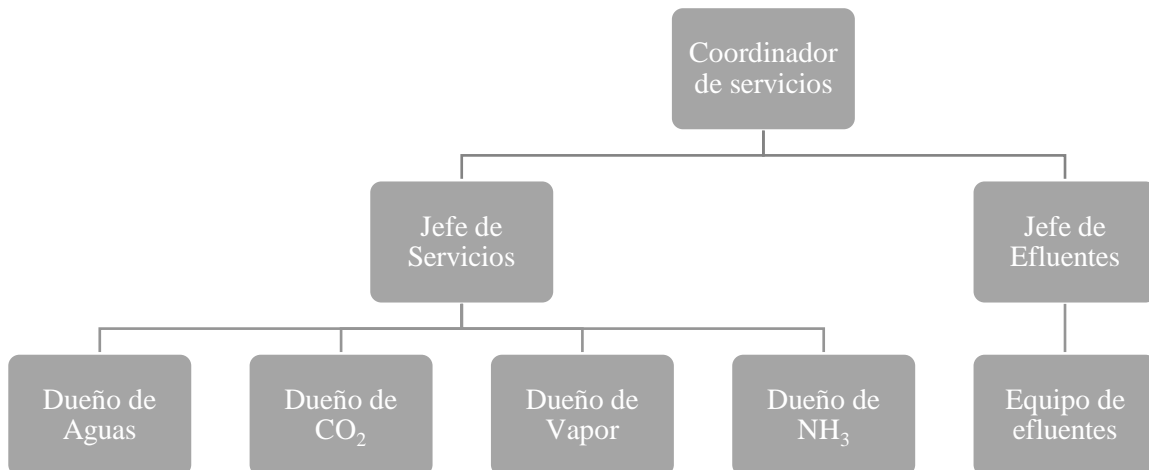 Coordinador
de servicios
Jefe de
Servicios
Jefe de
Efluentes
Dueño de
Aguas
Dueño de
CO₂
Dueño de
Vapor
Dueño de
NH₃
Equipo de
efluentes